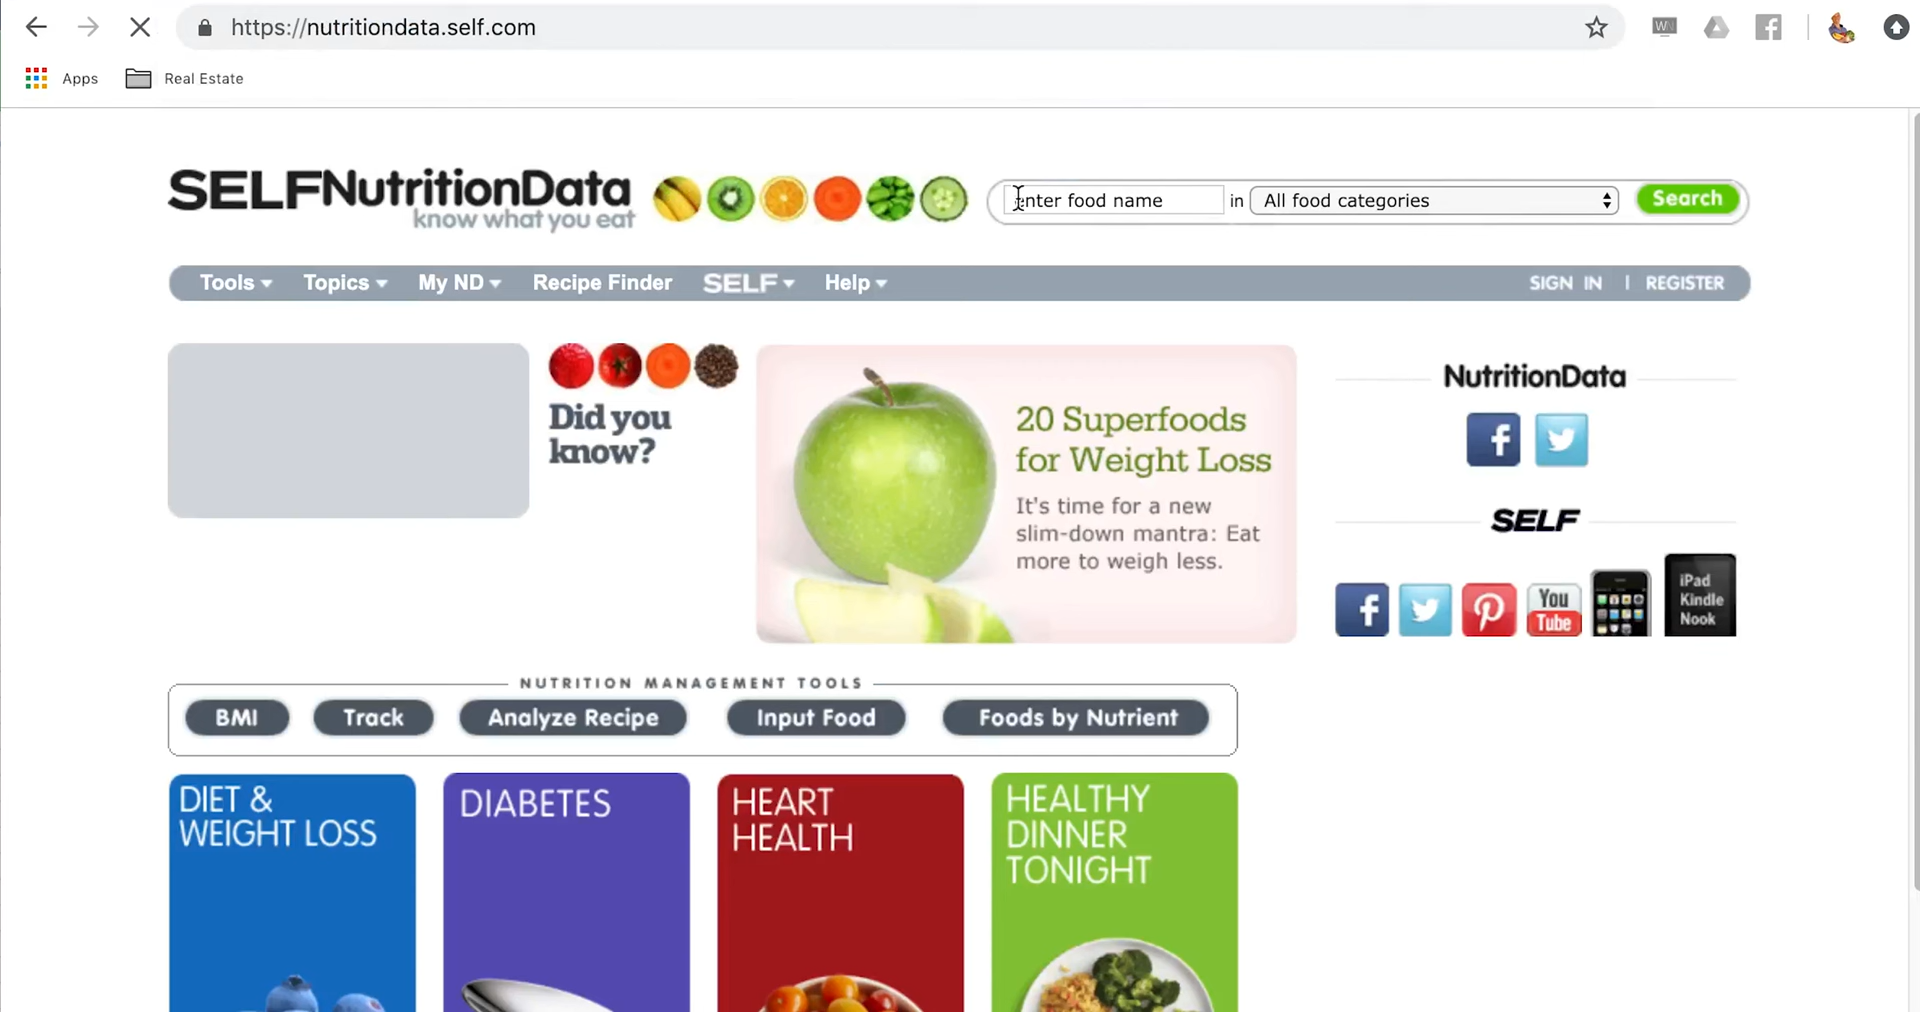 https://nutritiondata.self.com
WN
Apps
Real Estate
SELFNutritionData
know what you eat
nter food name
in
All food categories
Search
Tools
Topics
My ND
Recipe Finder
SELF
Help
SIGN IN | REGISTER
Did you
know?
20 Superfoods
for Weight Loss
It's time for a new
slim-down mantra: Eat
more to weigh less.
NutritionData
f
SELF
f
You
Tube
iPad
Kindle
Nook
NUTRITION MANAGEMENT TOOLS
BMI
Track
Analyze Recipe
Input Food
Foods by Nutrient
DIET &
WEIGHT LOSS
DIABETES
HEART
HEALTH
HEALTHY
DINNER
TONIGHT